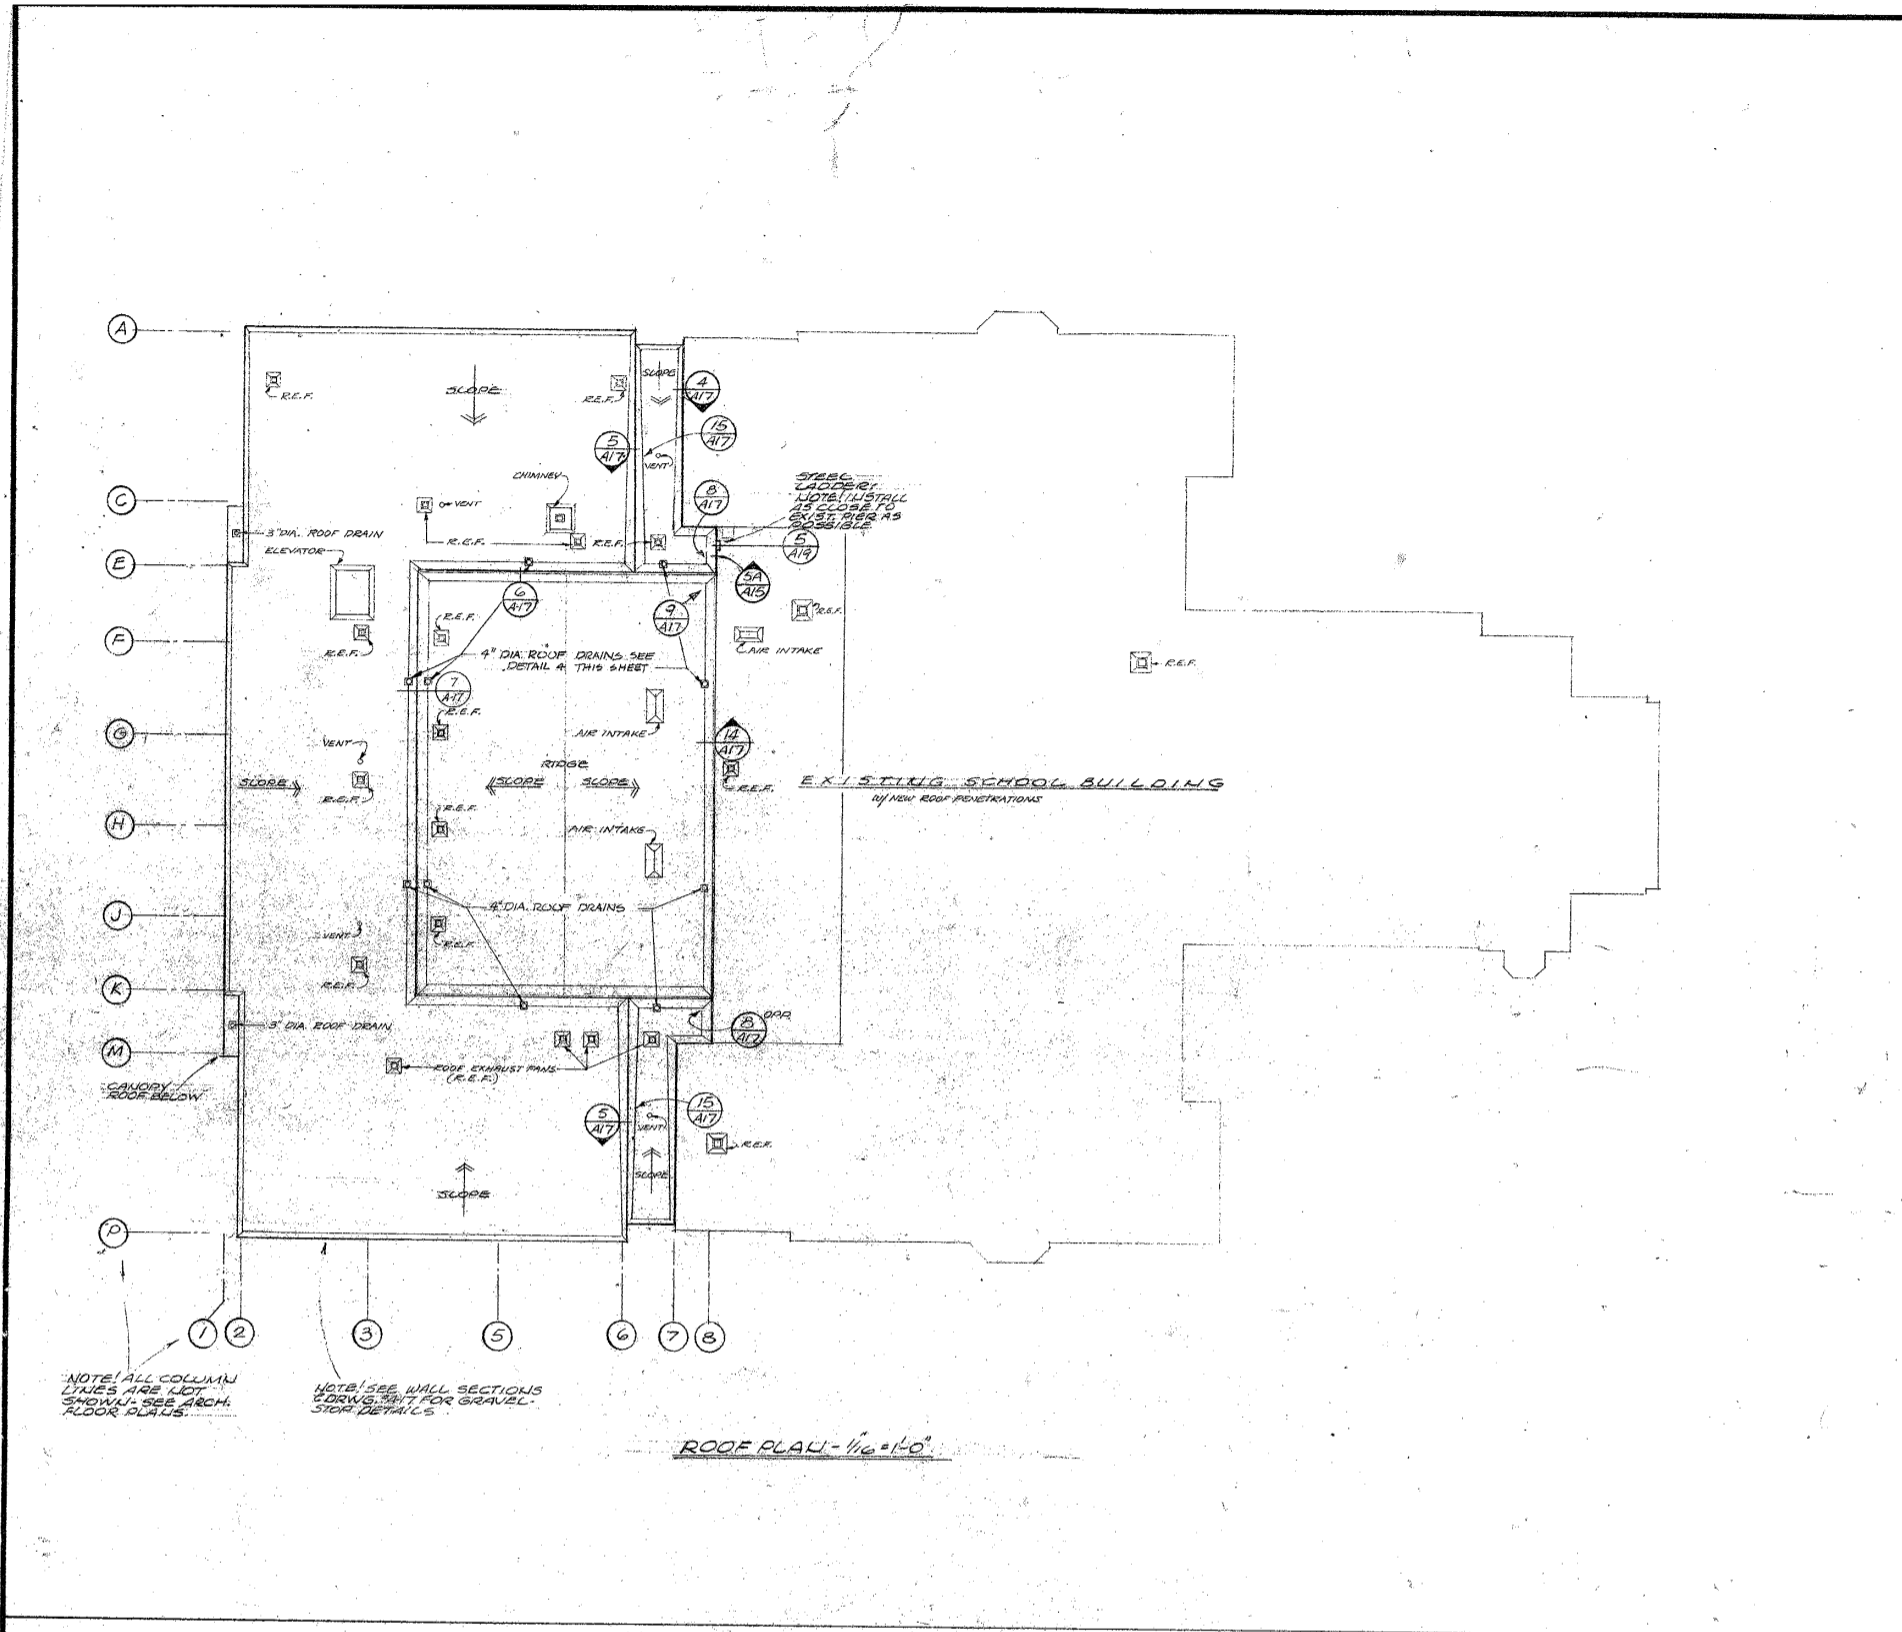 A
SLOPE
SLOPE
R.E.F.
R.E.F.
4
A17
15
A17
5
A17
VENT
CHIMNEY
STEEL
LADDER!
NOTE! INSTALL
AS CLOSE TO
EXIST. PIER AS
POSSIBLE
C
8
A17
VENT
3" DIA. ROOF DRAIN
R.E.F.
R.E.F.
5
A19
ELEVATOR
E
5A
A15
6
A-17
9
A17
R.E.F.
R.E.F.
F
R.E.F.
4" DIA. ROOF DRAINS SEE
DETAIL 4 THIS SHEET
AIR INTAKE
R.E.F.
7
A-17
R.E.F.
G
VENT
AIR INTAKE
14
A17
RIDGE
SLOPE
SLOPE
SLOPE
R.E.F.
R.E.F.
EXISTING SCHOOL BUILDING
W/ NEW ROOF PENETRATIONS
R.E.F.
H
AIR INTAKE
J
4" DIA. ROOF DRAINS
VENT
R.E.F.
K
R.E.F.
3" DIA. ROOF DRAIN
8
A17
OPP.
M
ROOF EXHAUST FANS
(R.E.F.)
CANOPY
ROOF BELOW
5
A17
15
A17
VENT
R.E.F.
SLOPE
SLOPE
P
1
2
3
5
6
7
8
NOTE! ALL COLUMN
LINES ARE NOT
SHOWN - SEE ARCH.
FLOOR PLANS.
NOTE! SEE WALL SECTIONS
& DRWG. #A17 FOR GRAVEL-
STOP DETAILS
ROOF PLAN - 1/16" = 1'-0"